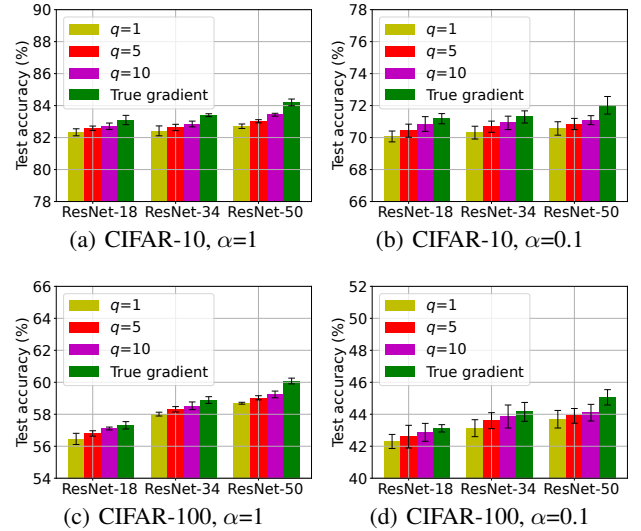 90
88
86
84
82
80
78
Test accuracy (%)
q=1
q=5
q=10
True gradient
ResNet-18 ResNet-34 ResNet-50
(a) CIFAR-10, α=1
78
76
74
72
70
68
66
Test accuracy (%)
q=1
q=5
q=10
True gradient
ResNet-18 ResNet-34 ResNet-50
(b) CIFAR-10, α=0.1
66
64
62
60
58
56
54
Test accuracy (%)
q=1
q=5
q=10
True gradient
ResNet-18 ResNet-34 ResNet-50
(c) CIFAR-100, α=1
52
50
48
46
44
42
40
Test accuracy (%)
q=1
q=5
q=10
True gradient
ResNet-18 ResNet-34 ResNet-50
(d) CIFAR-100, α=0.1